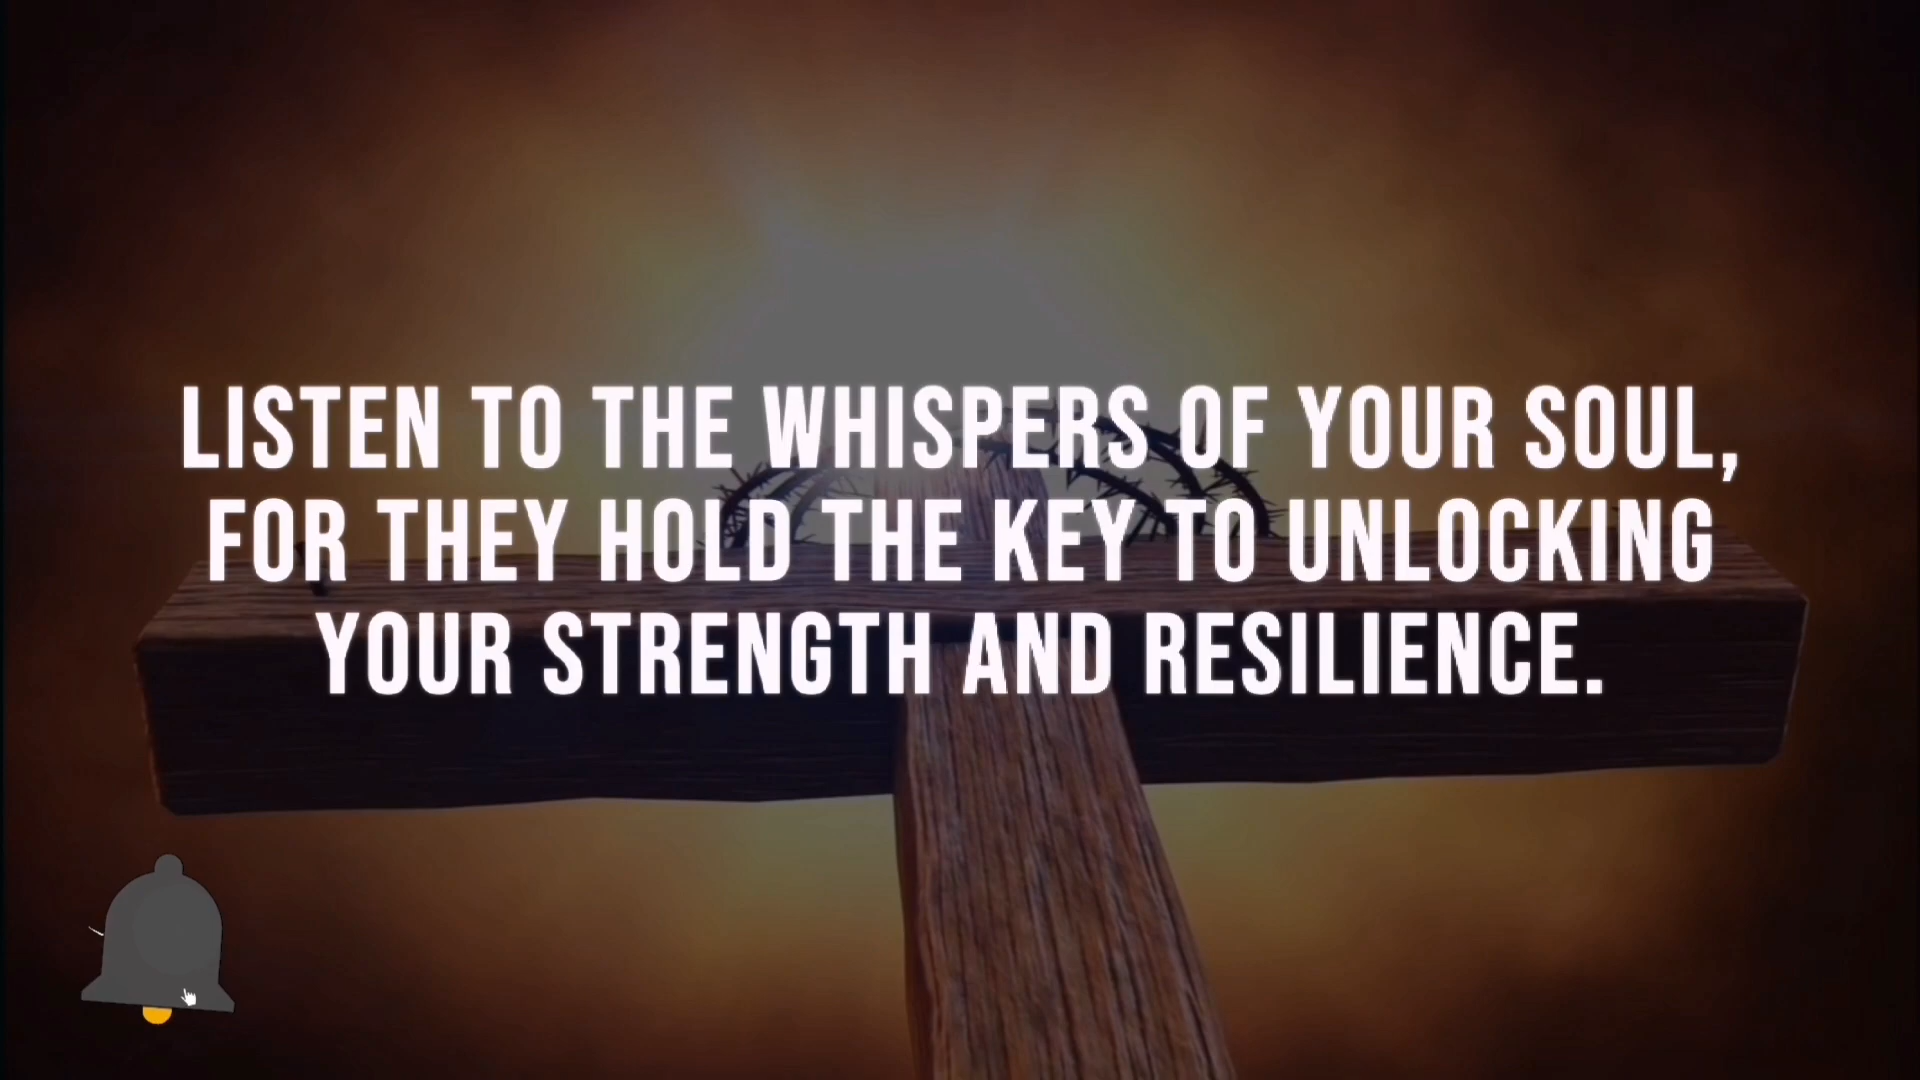 LISTEN TO THE WHISPERS OF YOUR SOUL,
FOR THEY HOLD THE KEY TO UNLOCKING
YOUR STRENGTH AND RESILIENCE.